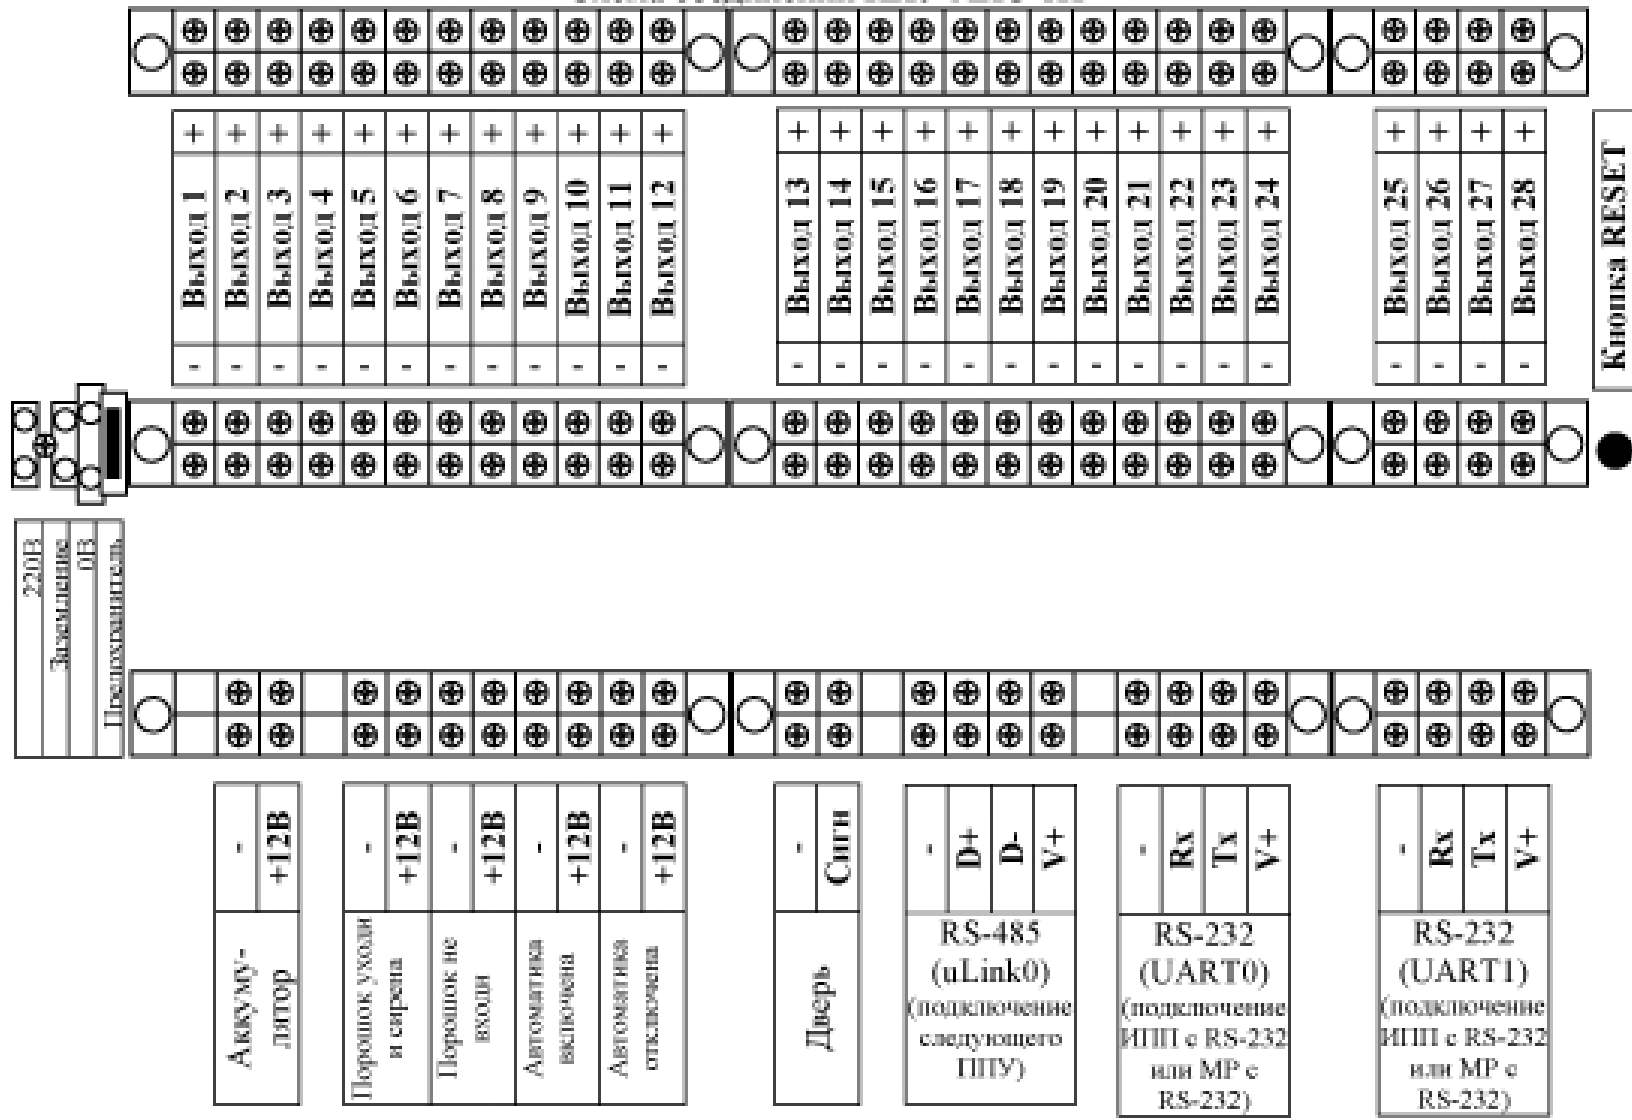 + + + + + + + + + + + +
Выход 1
Выход 2
Выход 3
Выход 4
Выход 5
Выход 6
Выход 7
Выход 8
Выход 9
Выход 10
Выход 11
Выход 12
- - - - - - - - - - - -
+ + + + + + + + + + + +
Выход 13
Выход 14
Выход 15
Выход 16
Выход 17
Выход 18
Выход 19
Выход 20
Выход 21
Выход 22
Выход 23
Выход 24
- - - - - - - - - - - -
+ + + +
Выход 25
Выход 26
Выход 27
Выход 28
- - - -
Кнопка RESET
220В
Заземление
0В
Предохранитель
-
+12В
Аккуму-
лятор
-
+12В
Порошок уходи
и сирена
-
+12В
Порошок не
входи
-
+12В
Автоматика
включена
-
+12В
Автоматика
отключена
-
Сигн
Дверь
-
D+
D-
V+
RS-485
(uLink0)
(подключение
следующего
ППУ)
-
Rx
Tx
V+
RS-232
(UART0)
(подключение
ИПП с RS-232
или МР с
RS-232)
-
Rx
Tx
V+
RS-232
(UART1)
(подключение
ИПП с RS-232
или МР с
RS-232)